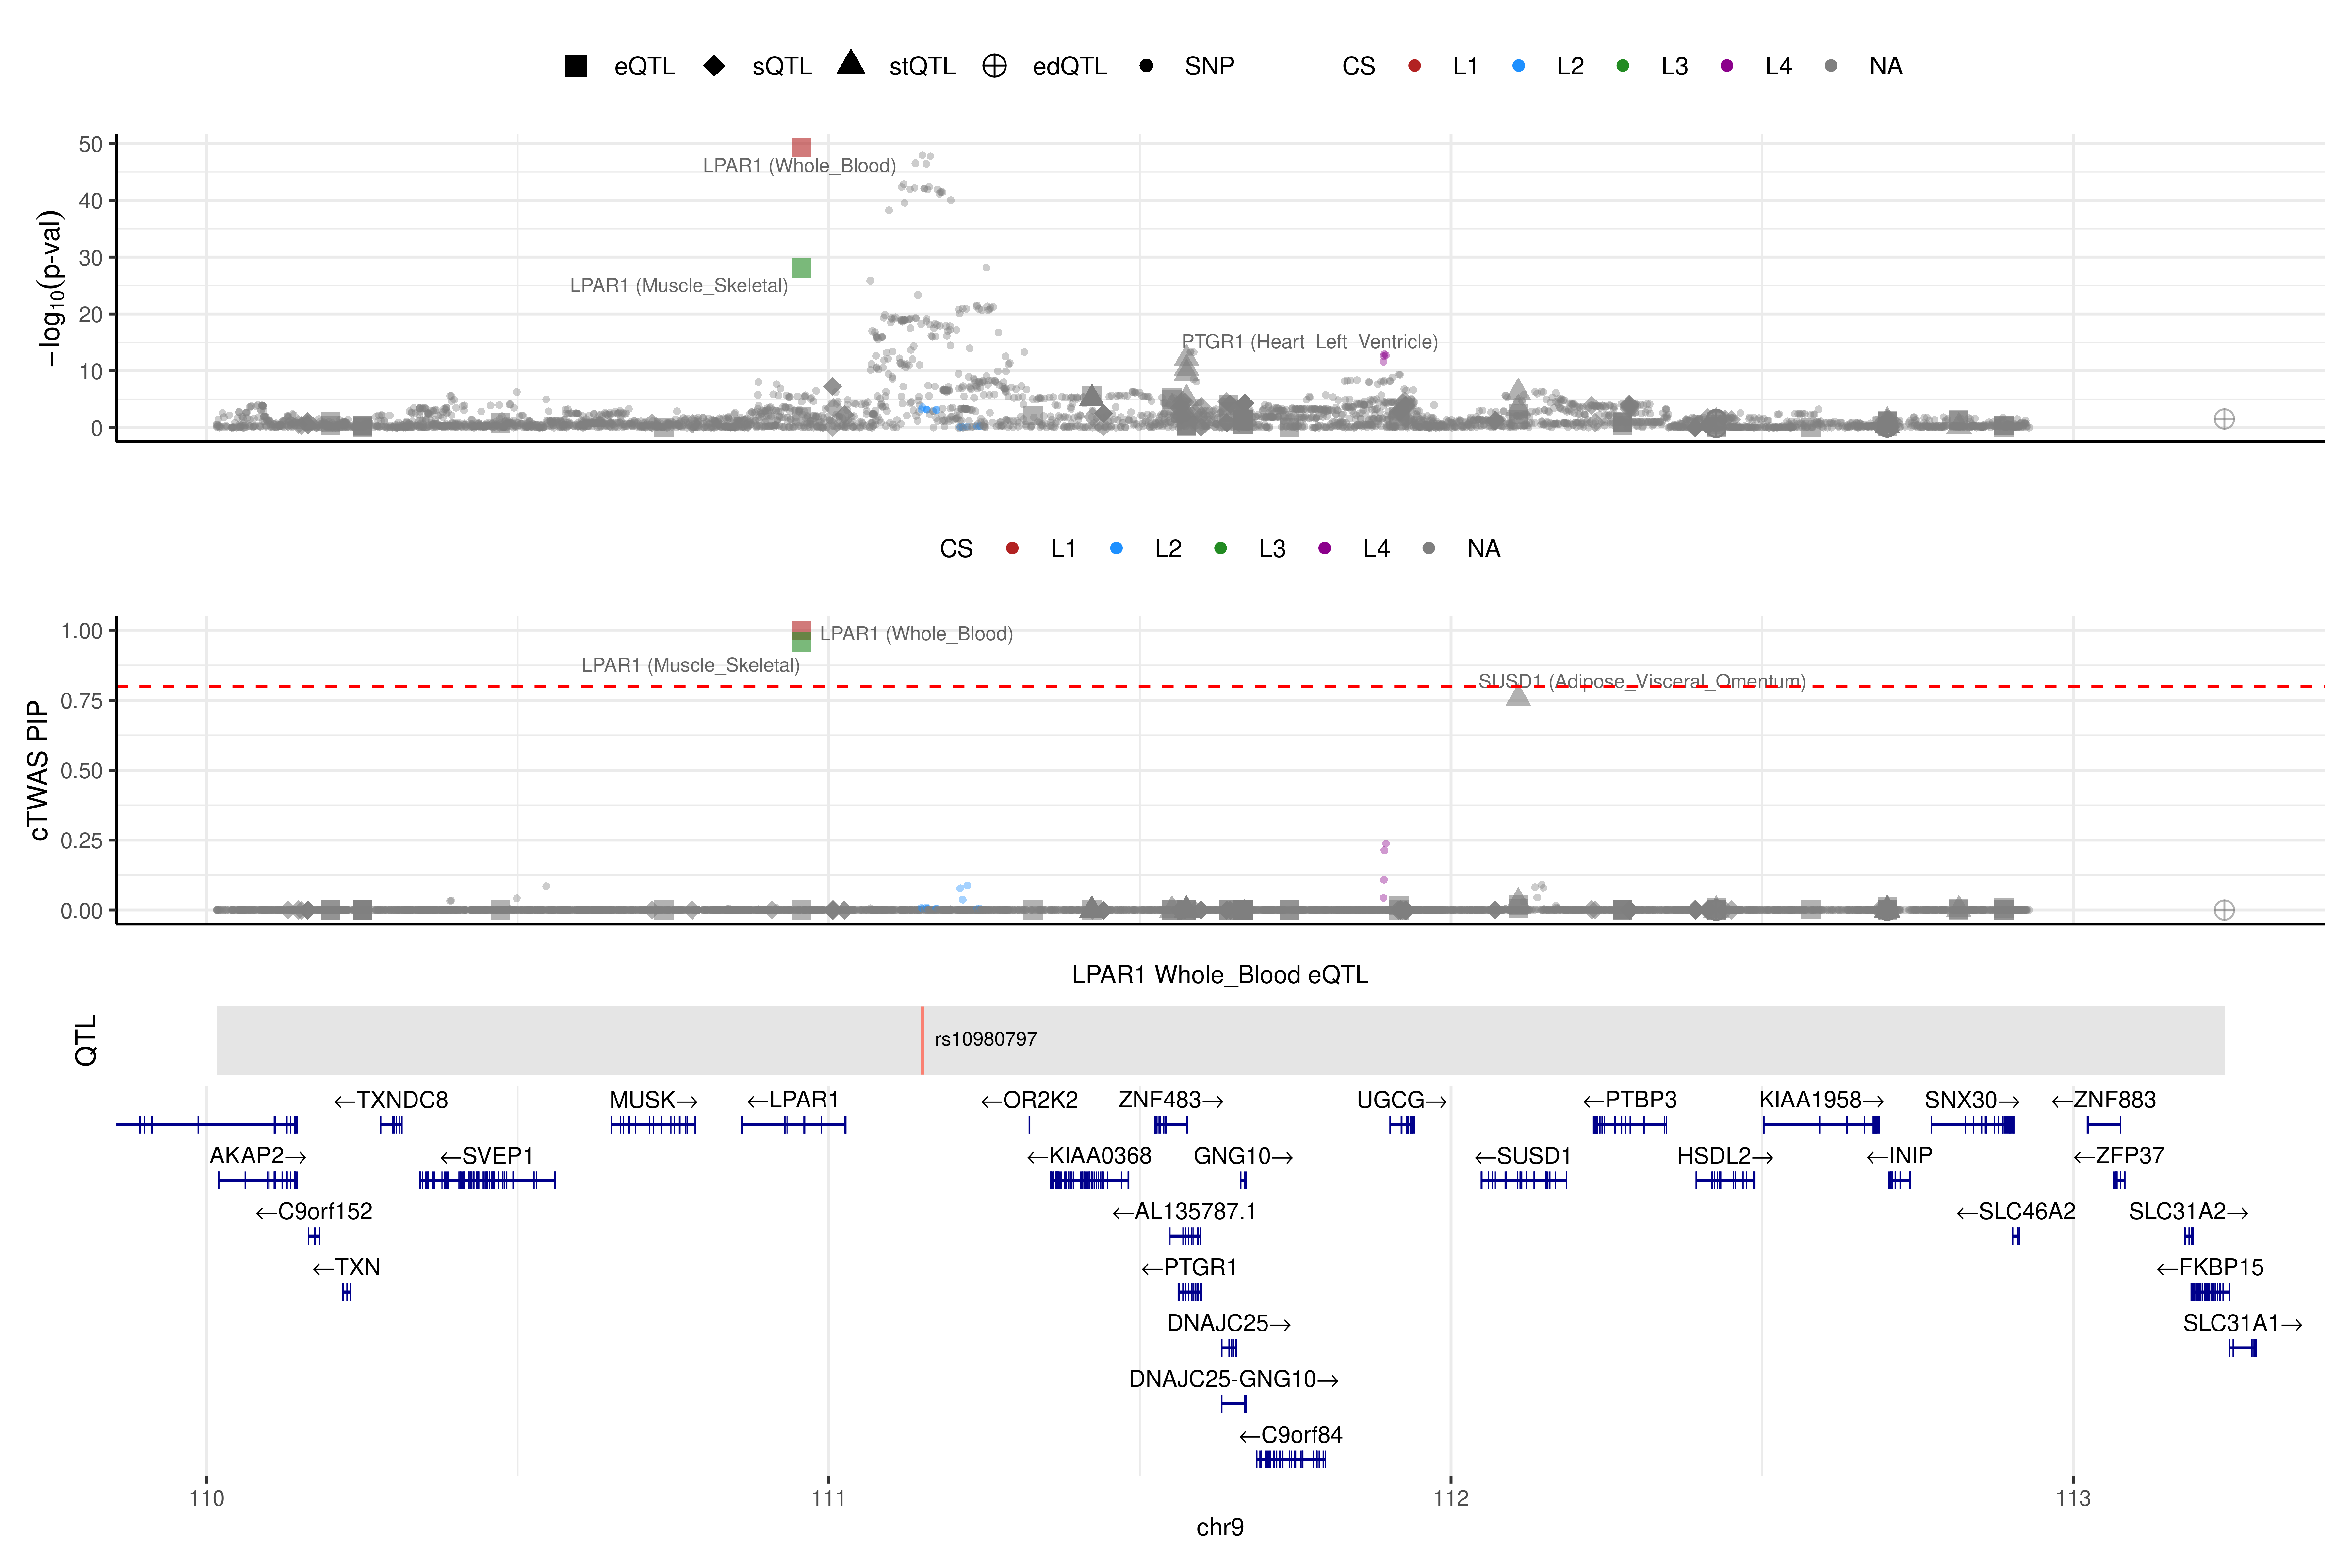 eQTL sQTL stQTL edQTL SNP CS L1 L2 L3 L4 NA
−log10(p-val)
50
40
30
20
10
0
LPAR1 (Whole_Blood)
LPAR1 (Muscle_Skeletal)
PTGR1 (Heart_Left_Ventricle)
CS L1 L2 L3 L4 NA
cTWAS PIP
1.00
0.75
0.50
0.25
0.00
LPAR1 (Whole_Blood)
LPAR1 (Muscle_Skeletal)
SUSD1 (Adipose_Visceral_Omentum)
LPAR1 Whole_Blood eQTL
QTL
rs10980797
←TXNDC8 MUSK→ ←LPAR1 ←OR2K2 ZNF483→ UGCG→ ←PTBP3 KIAA1958→ SNX30→ ←ZNF883
AKAP2→ ←SVEP1 ←KIAA0368 GNG10→ ←SUSD1 HSDL2→ ←INIP ←ZFP37
←C9orf152 ←AL135787.1 ←SLC46A2 SLC31A2→
←TXN ←PTGR1 ←FKBP15
DNAJC25→ SLC31A1→
DNAJC25-GNG10→
←C9orf84
110 111 112 113
chr9